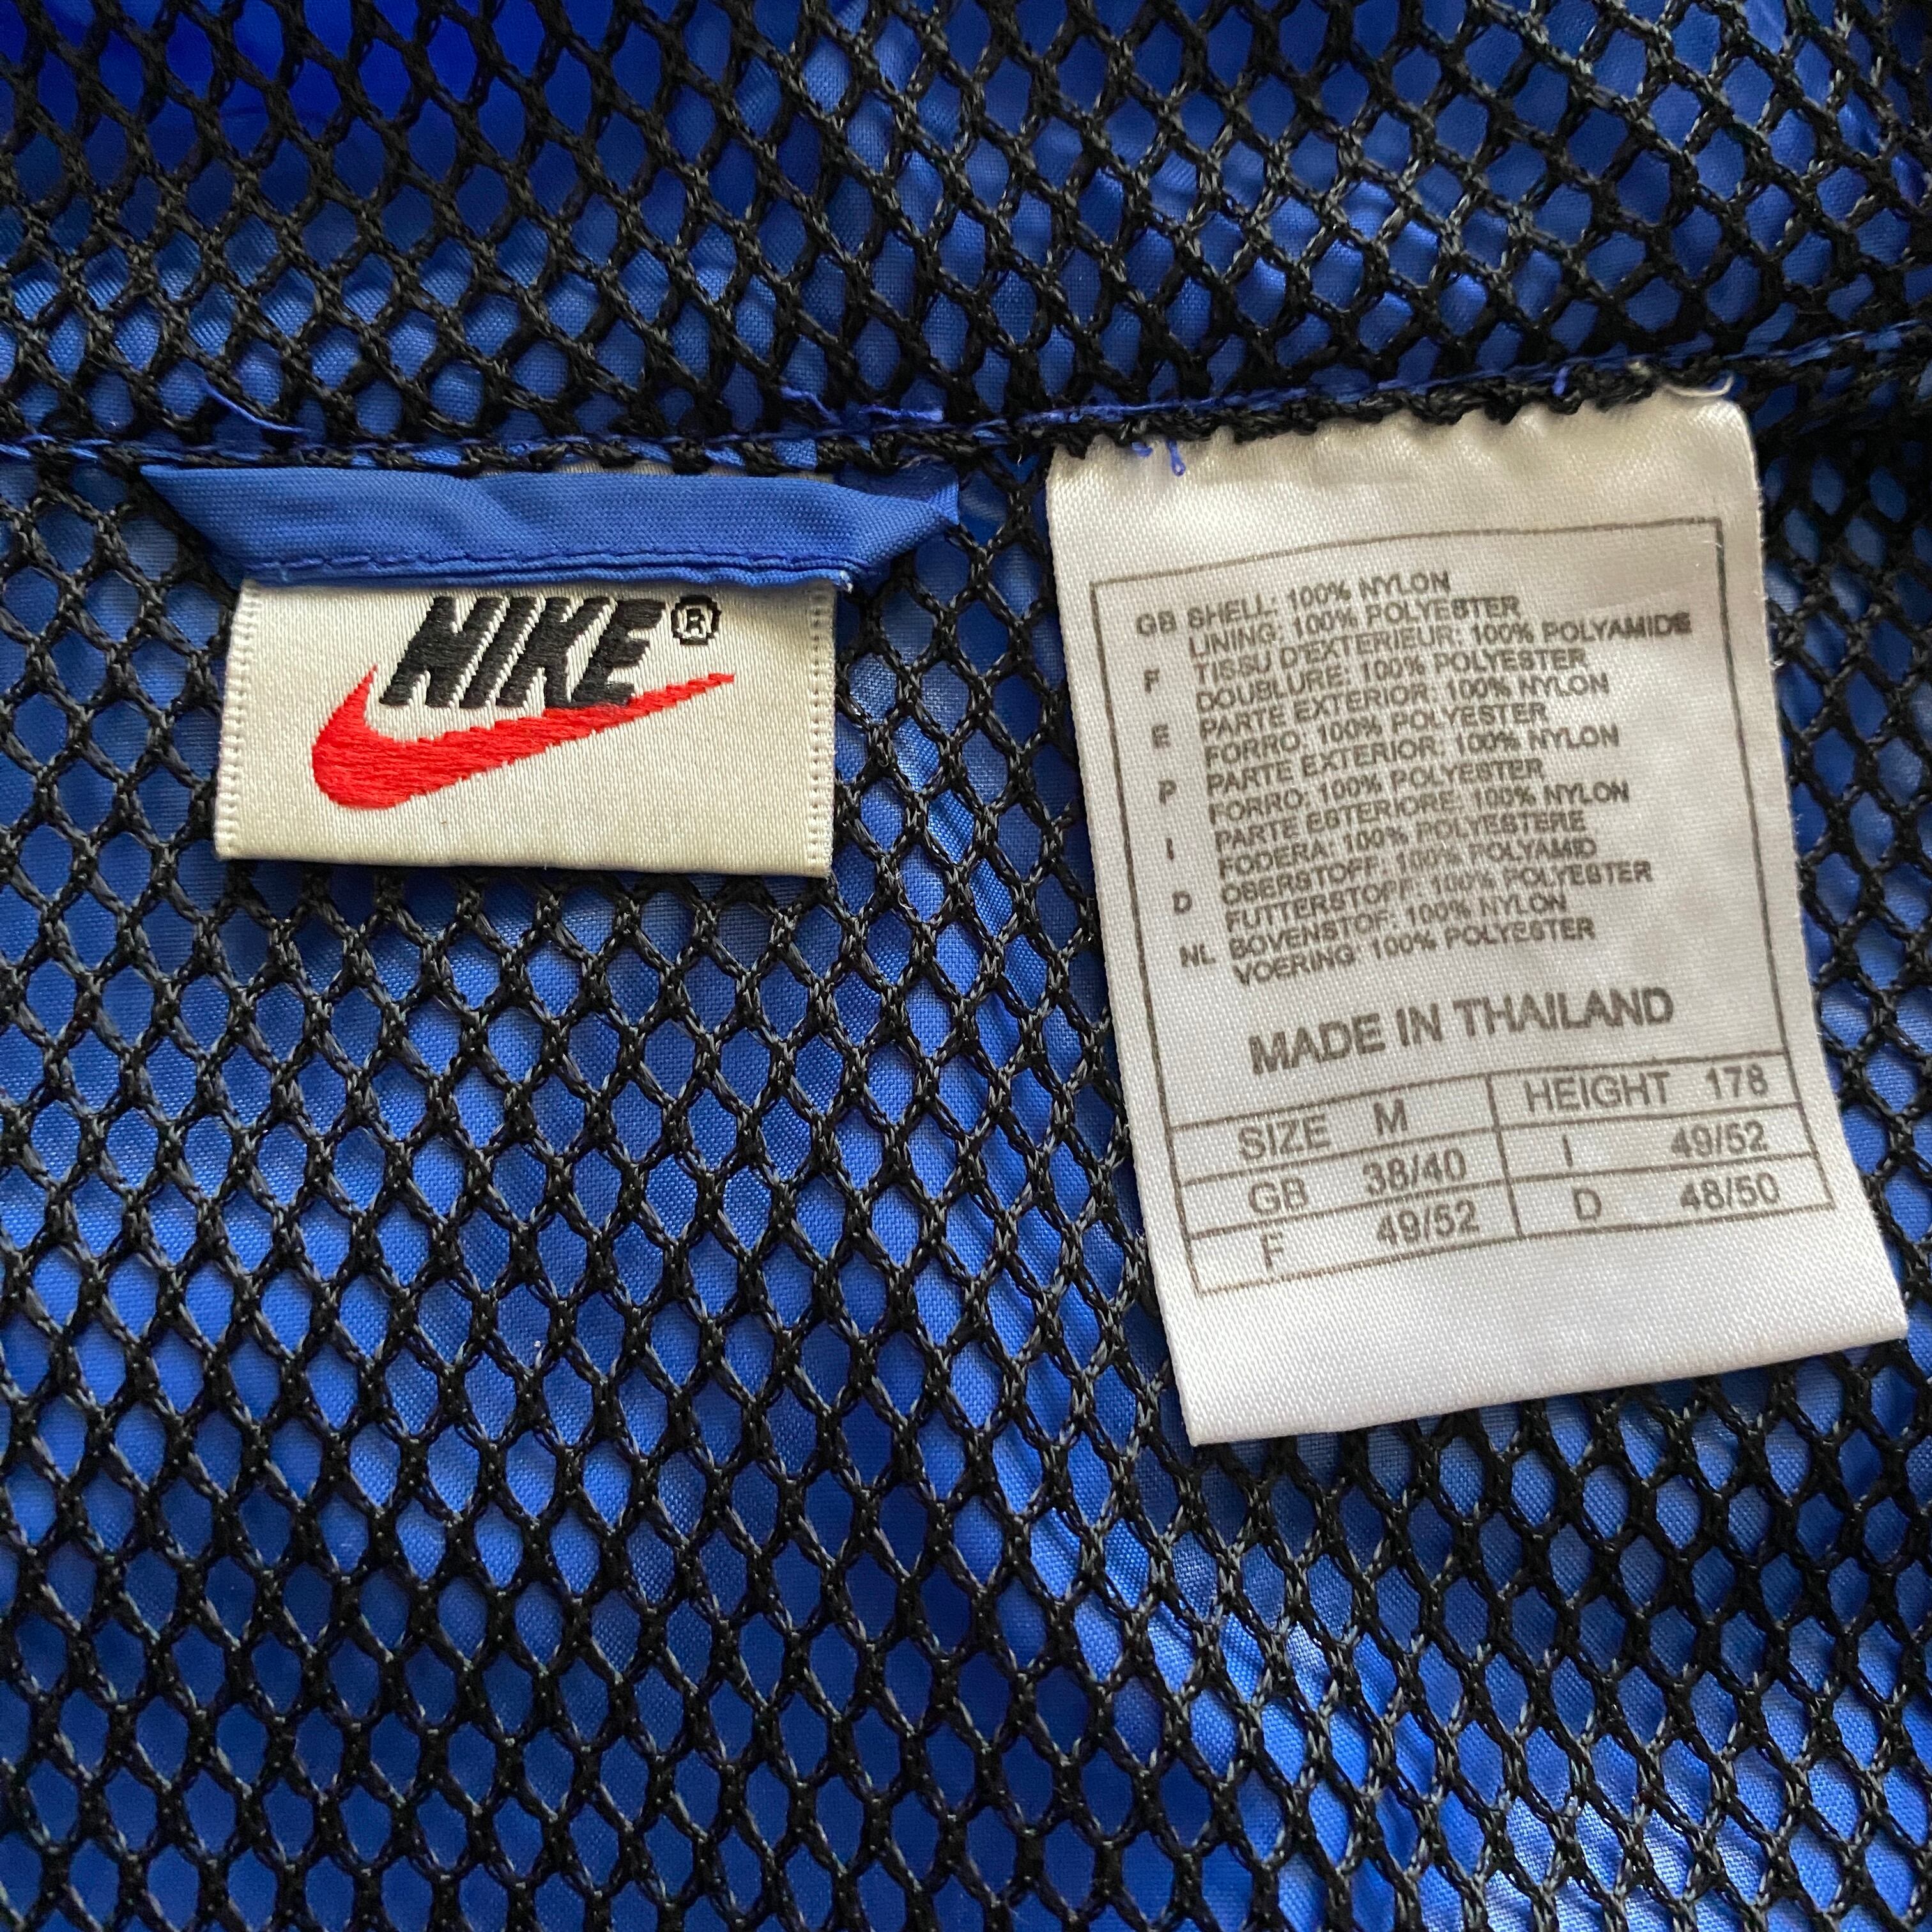 NIKE®
GB SHELL: 100% NYLON
LINING: 100% POLYESTER
F TISSU D'EXTERIEUR: 100% POLYAMIDE
DOUBLURE: 100% POLYESTER
E PARTE EXTERIOR: 100% NYLON
FORRO: 100% POLYESTER
P PARTE EXTERIOR: 100% NYLON
FORRO: 100% POLYESTER
I PARTE ESTERIORE: 100% NYLON
FODERA: 100% POLYESTERE
D OBERSTOFF: 100% POLYAMID
FUTTERSTOFF: 100% POLYESTER
NL BOVENSTOF: 100% NYLON
VOERING: 100% POLYESTER
MADE IN THAILAND
SIZE M HEIGHT 178
GB 38/40 I 49/52
F 49/52 D 48/50